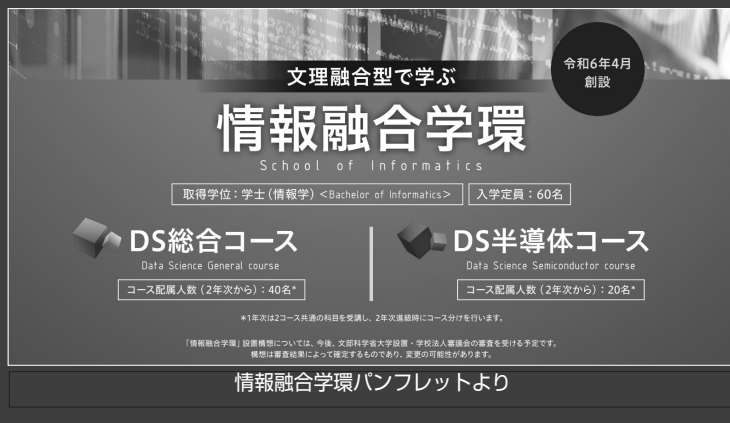 令和6年4月
創設
文理融合型で学ぶ
情報融合学環
School of Informatics
取得学位：学士（情報学）＜Bachelor of Informatics＞
入学定員：60名
DS総合コース
Data Science General course
コース配属人数（2年次から）：40名*
DS半導体コース
Data Science Semiconductor course
コース配属人数（2年次から）：20名*
*1年次は2コース共通の科目を受講し、2年次進級時にコース分けを行います。
「情報融合学環」設置構想については、今後、文部科学省大学設置・学校法人審議会の審査を受ける予定です。
構想は審査結果によって確定するものであり、変更の可能性があります。
情報融合学環パンフレットより